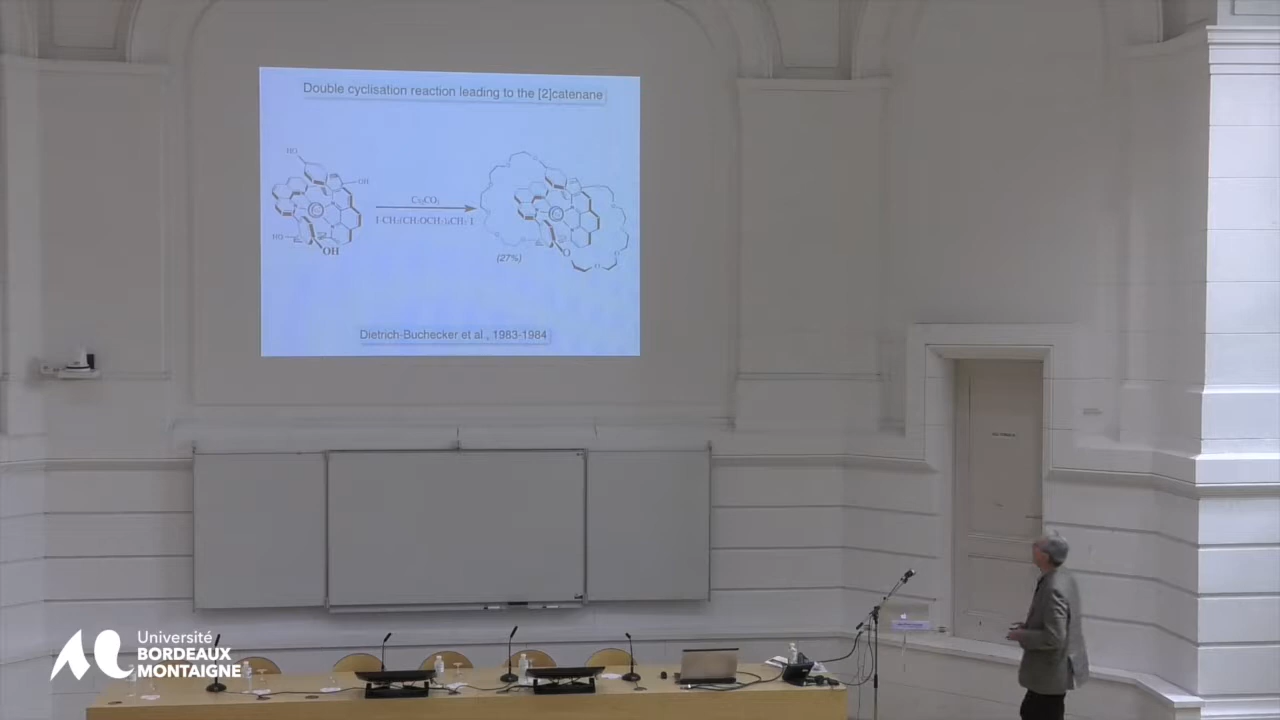 Double cyclisation reaction leading to the [2]catenane
HO
OH
HO
OH
Cs₂CO₃
(27%)
Dietrich-Buchecker et al., 1983-1984
Université
BORDEAUX
MONTAIGNE